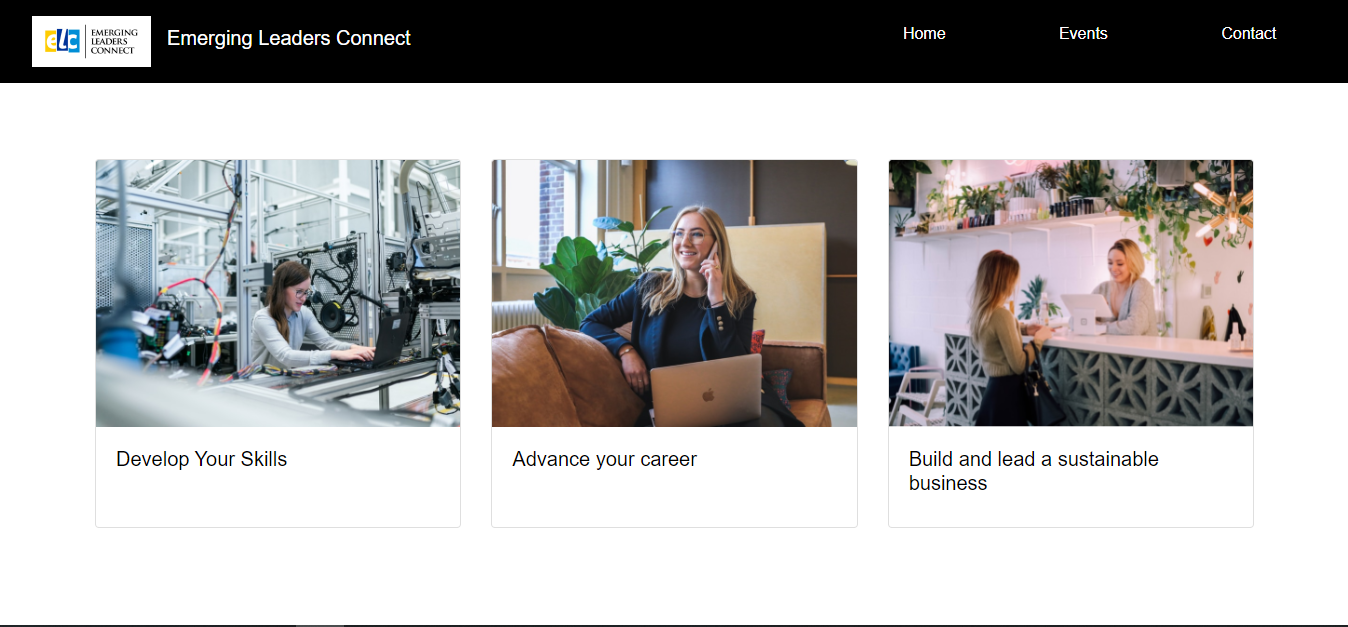 ELC
EMERGING
LEADERS
CONNECT
Emerging Leaders Connect
Home
Events
Contact
Develop Your Skills
Advance your career
Build and lead a sustainable
business